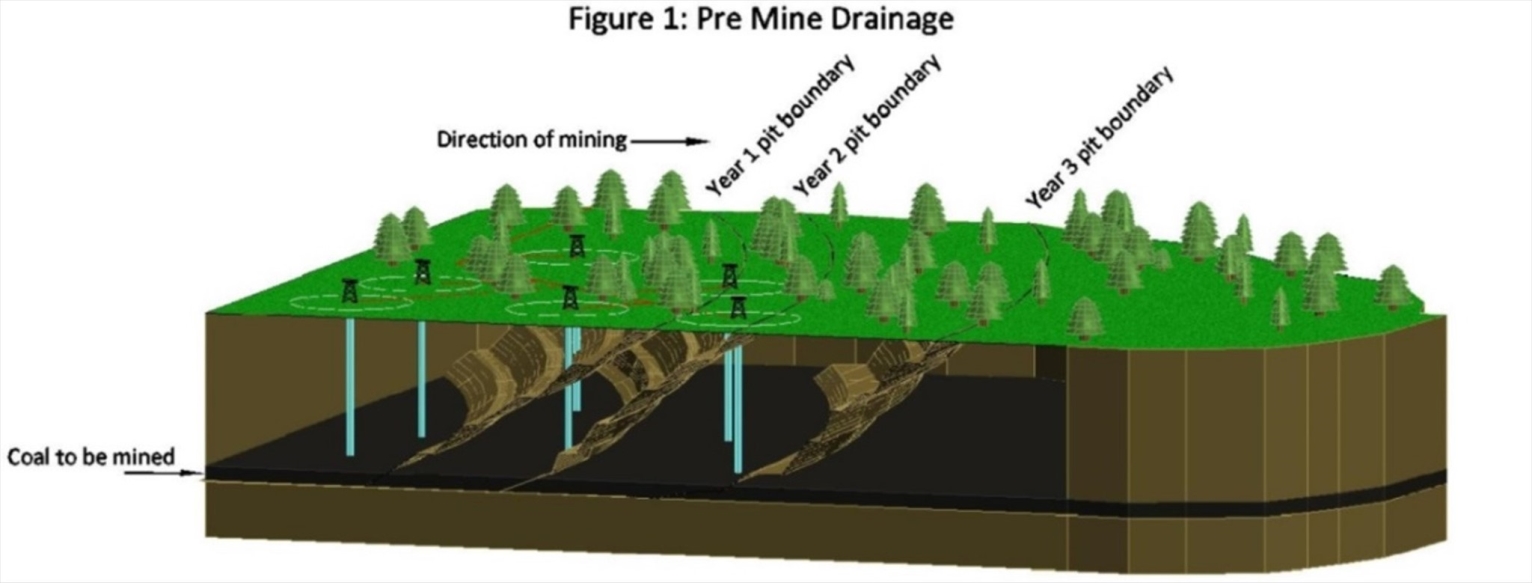 Figure 1: Pre Mine Drainage
Direction of mining
Year 1 pit boundary
Year 2 pit boundary
Year 3 pit boundary
Coal to be mined